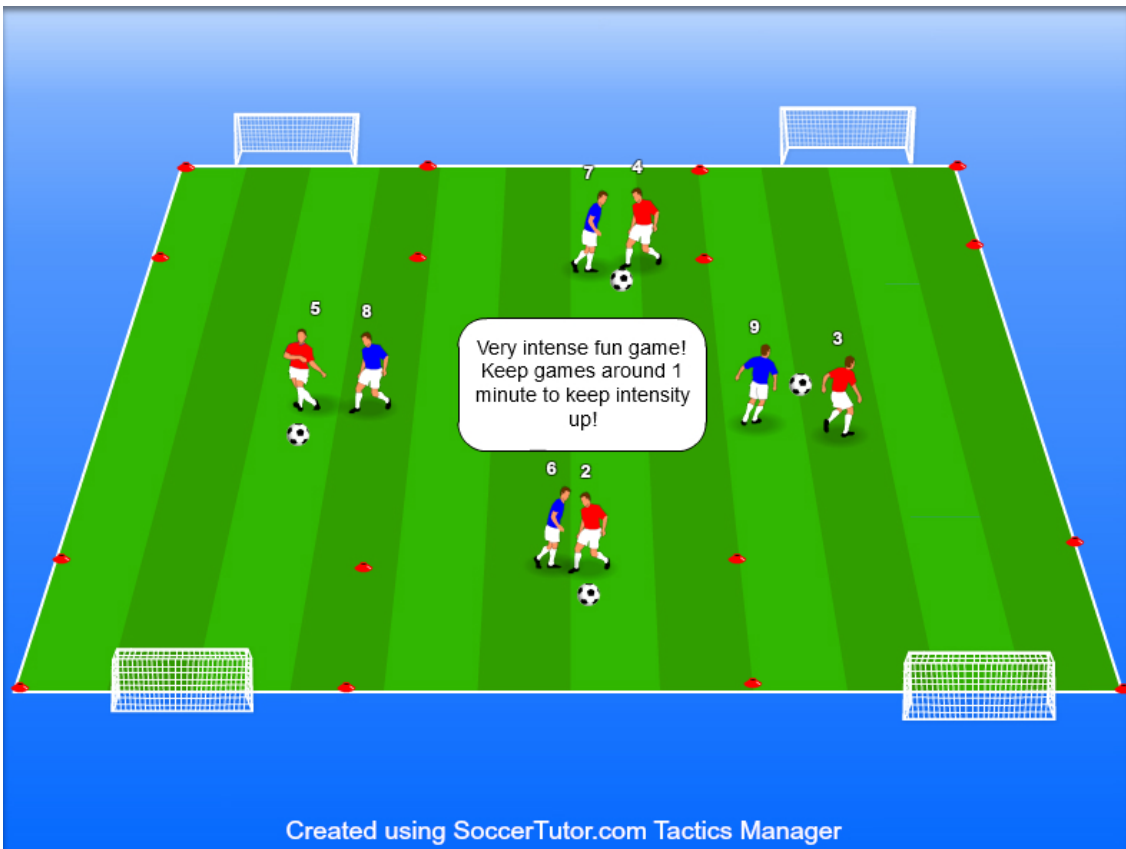 7 4
5 8
Very intense fun game!
Keep games around 1
minute to keep intensity
up!
9 3
6 2
Created using SoccerTutor.com Tactics Manager